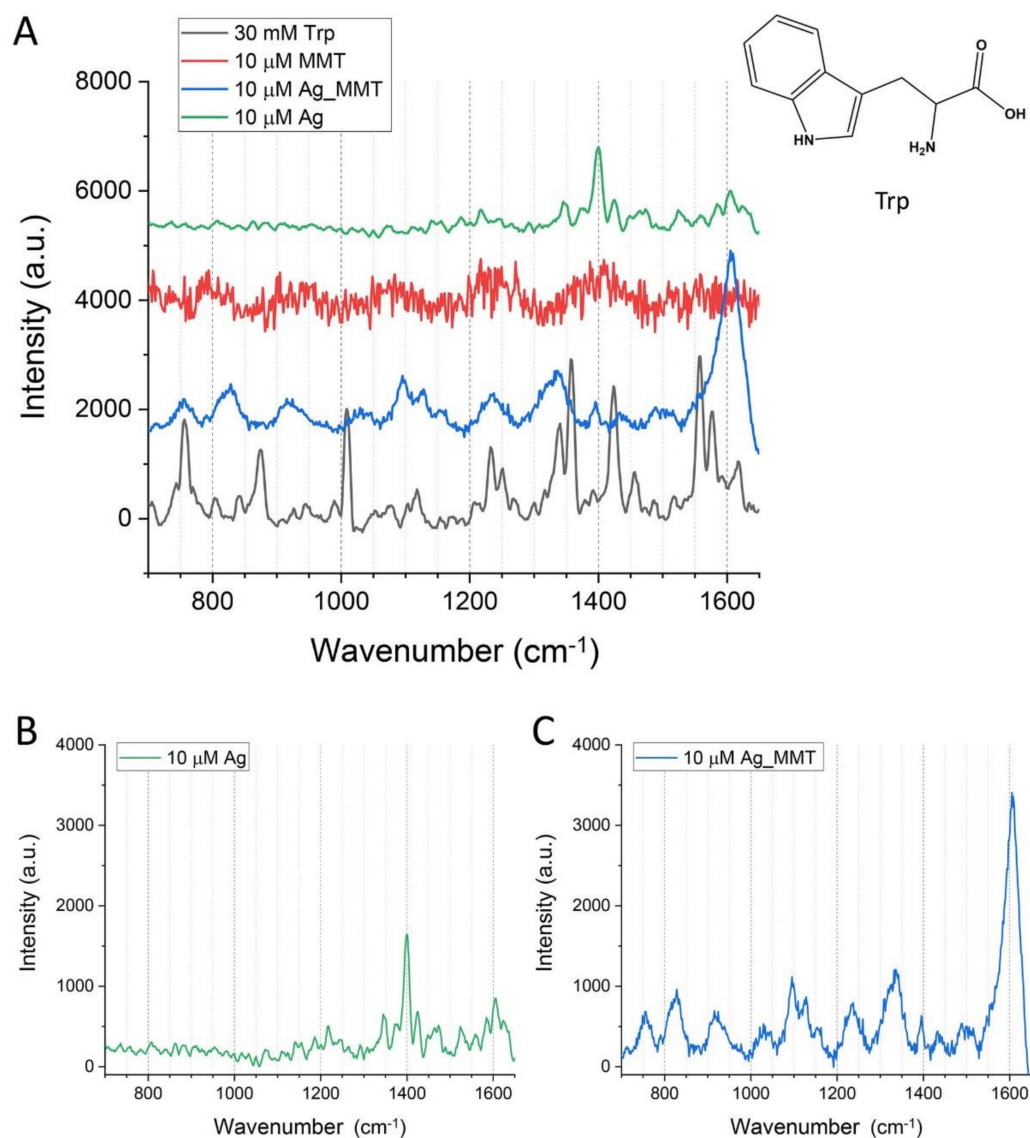 A
30 mM Trp
10 μM MMT
10 μM Ag_MMT
10 μM Ag
8000
6000
4000
2000
0
Intensity (a.u.)
800 1000 1200 1400 1600
Wavenumber (cm-1)
O
OH
H2N
HN
Trp
B
10 μM Ag
4000
3000
2000
1000
0
Intensity (a.u.)
800 1000 1200 1400 1600
Wavenumber (cm-1)
C
10 μM Ag_MMT
4000
3000
2000
1000
0
Intensity (a.u.)
800 1000 1200 1400 1600
Wavenumber (cm-1)